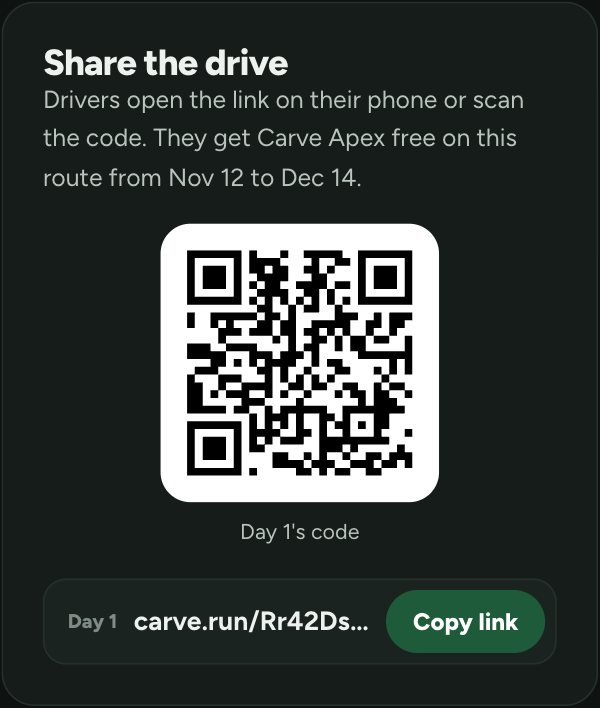 Share the drive
Drivers open the link on their phone or scan
the code. They get Carve Apex free on this
route from Nov 12 to Dec 14.
Day 1's code
Day 1 carve.run/Rr42Ds... Copy link